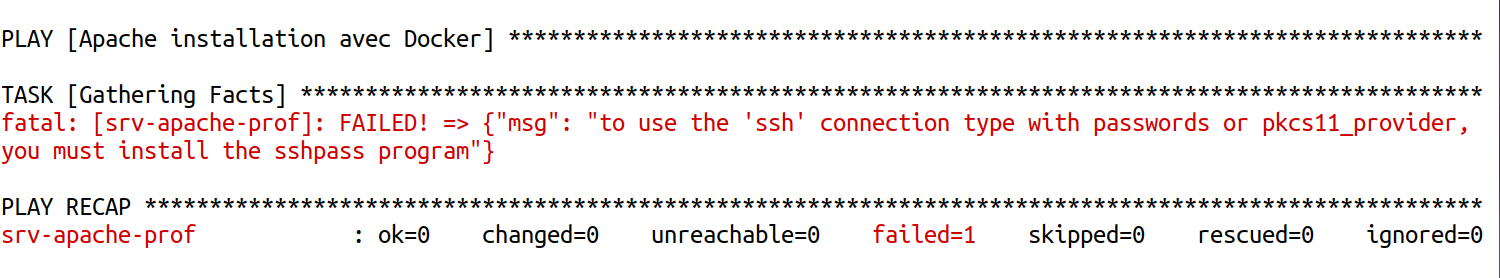 PLAY [Apache installation avec Docker] ***************************************************************************
TASK [Gathering Facts] *******************************************************************************************
fatal: [srv-apache-prof]: FAILED! => {"msg": "to use the 'ssh' connection type with passwords or pkcs11_provider,
you must install the sshpass program"}
PLAY RECAP *******************************************************************************************************
srv-apache-prof            : ok=0    changed=0    unreachable=0    failed=1    skipped=0    rescued=0    ignored=0